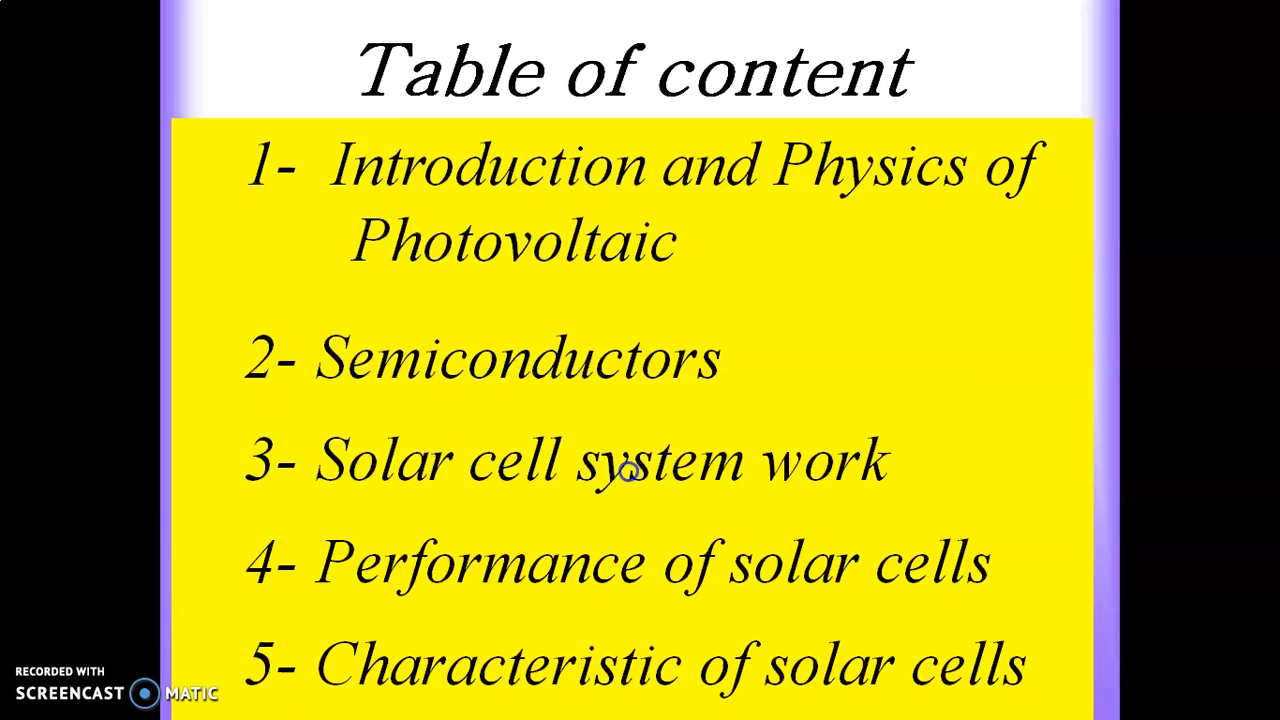 Table of content
1- Introduction and Physics of
Photovoltaic
2- Semiconductors
3- Solar cell system work
4- Performance of solar cells
5- Characteristic of solar cells
RECORDED WITH
SCREENCAST MATIC